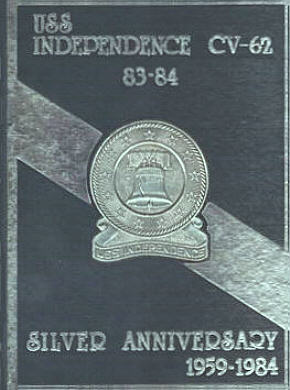 USS
INDEPENDENCE CV-62
83-84
USS INDEPENDENCE
SILVER ANNIVERSARY
1959-1984